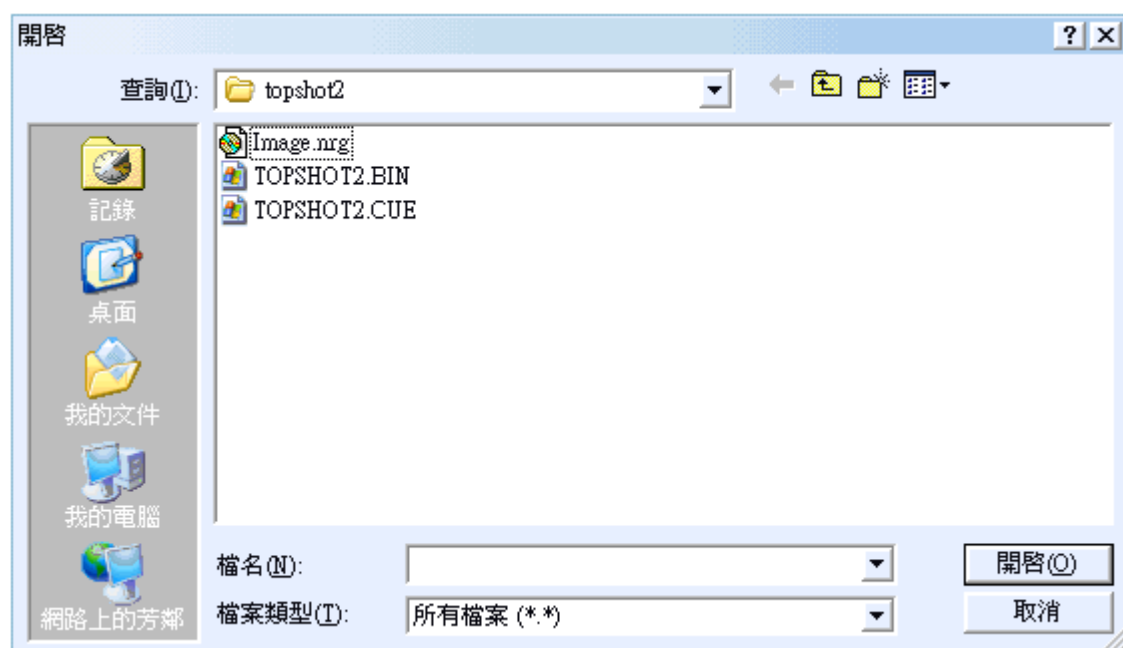 開啓
查詢(I):
topshot2
Image.nrg
TOPSHOT2.BIN
TOPSHOT2.CUE
記錄
桌面
我的文件
我的電腦
網路上的芳鄰
檔名(N):
開啓(O)
檔案類型(T):
所有檔案 (*.*)
取消